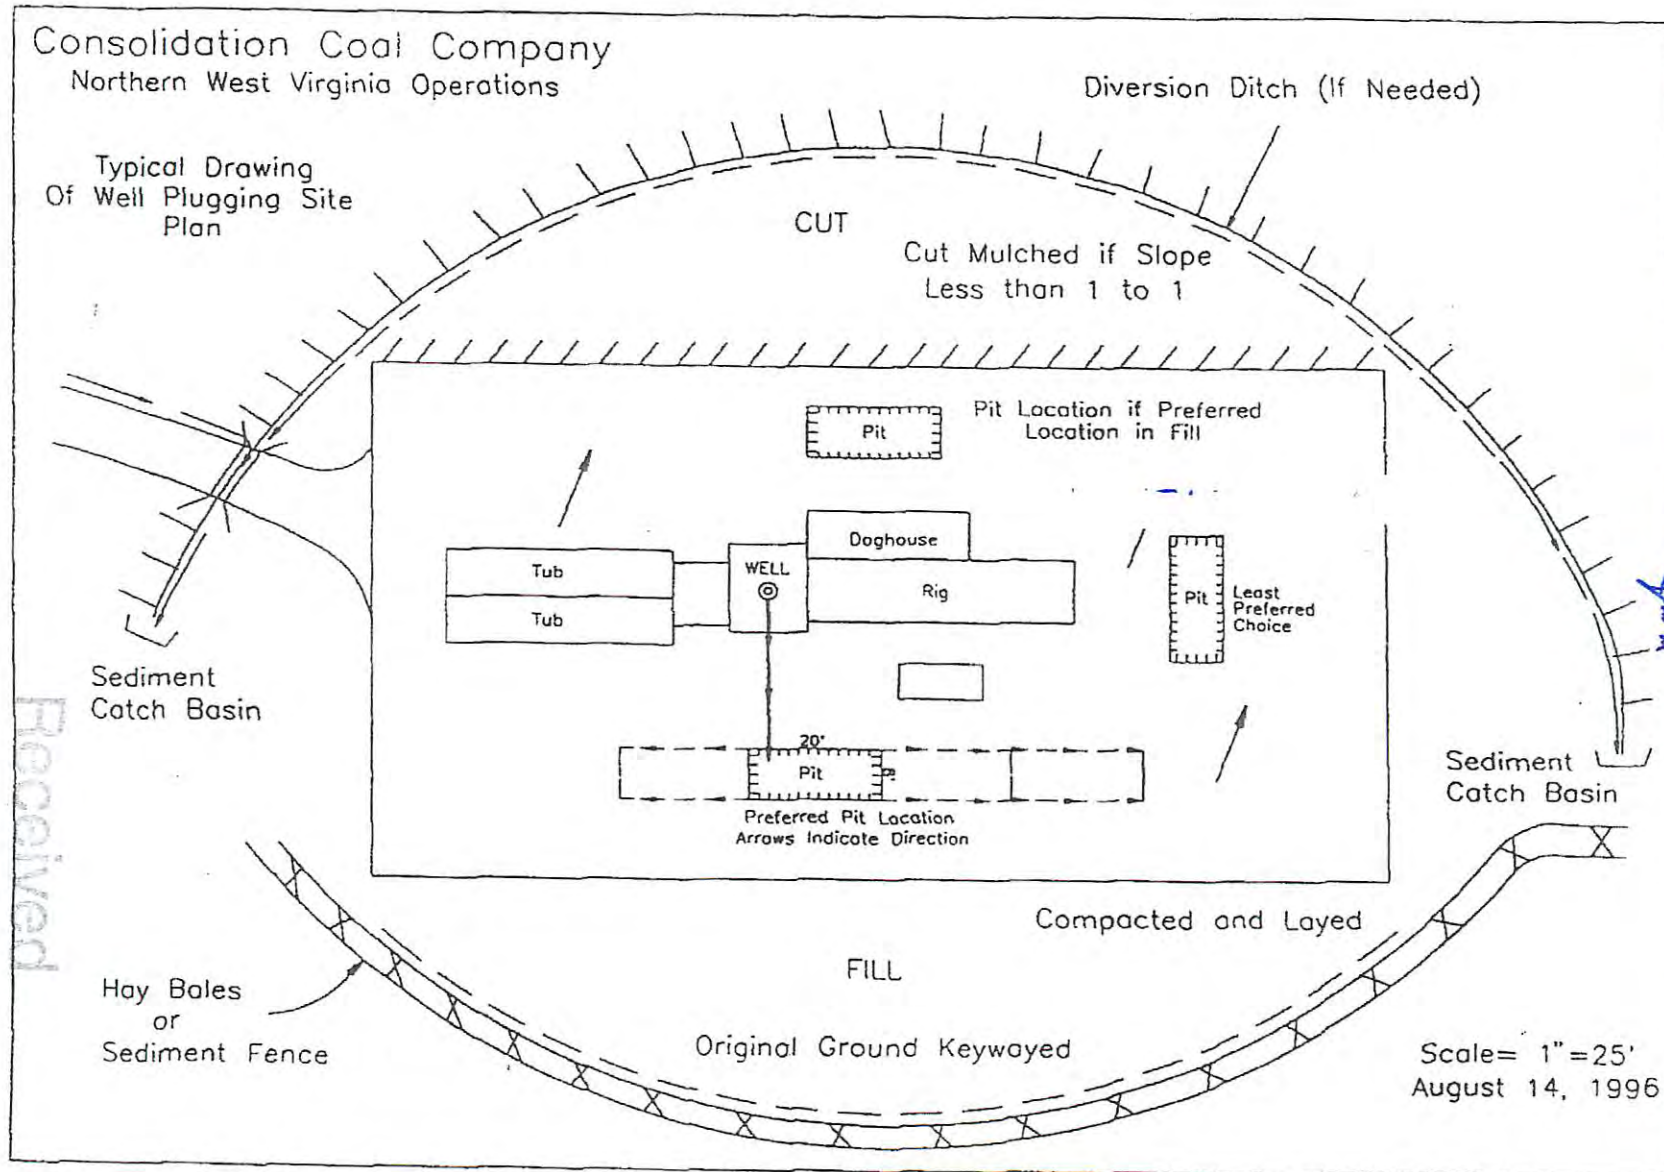 Consolidation Coal Company
Northern West Virginia Operations
Diversion Ditch (If Needed)
Typical Drawing
Of Well Plugging Site
Plan
CUT
Cut Mulched if Slope
Less than 1 to 1
Pit Location if Preferred
Location in Fill
Pit
Doghouse
Tub
WELL
Rig
Tub
Pit
Least
Preferred
Choice
Sediment
Catch Basin
20'
Pit
8'
Preferred Pit Location
Arrows Indicate Direction
Sediment
Catch Basin
Received
Compacted and Layed
FILL
Hay Bales
or
Sediment Fence
Original Ground Keywayed
Scale= 1"=25'
August 14, 1996